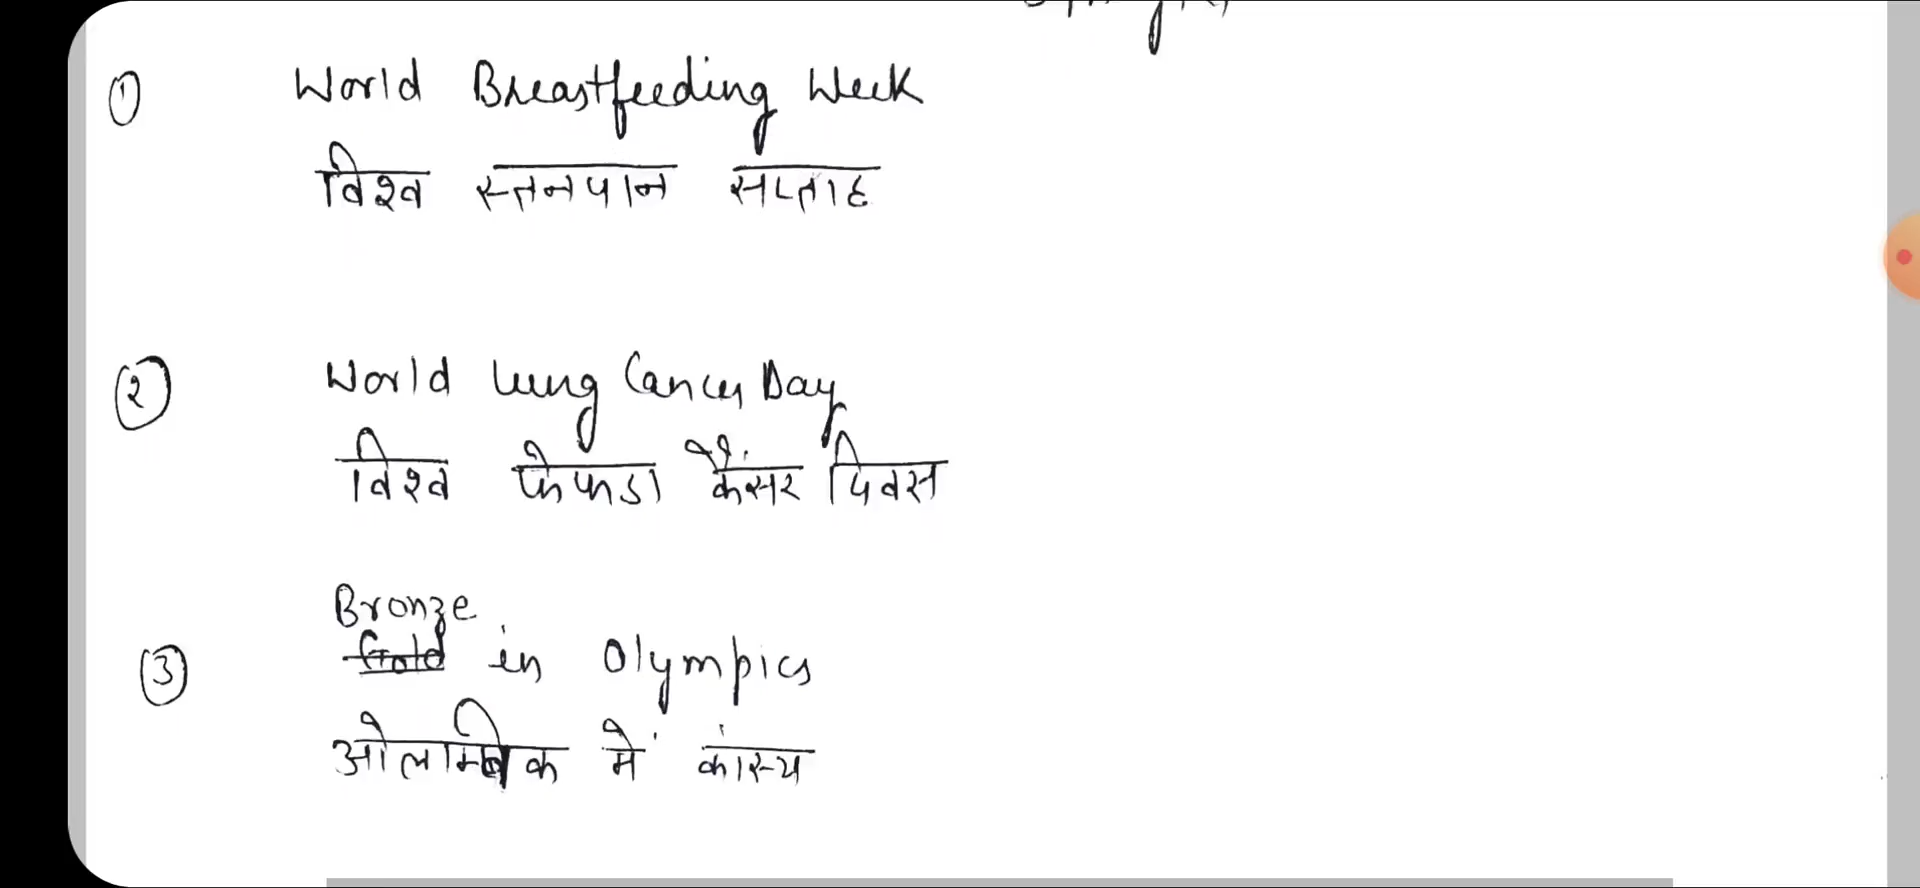 ① World Breastfeeding Week
विश्व स्तनपान सप्ताह
② World Lung Cancer Day
विश्व फेफडा कैंसर दिवस
Bronze
③ Gold in Olympics
ओलम्पिक में कांस्य